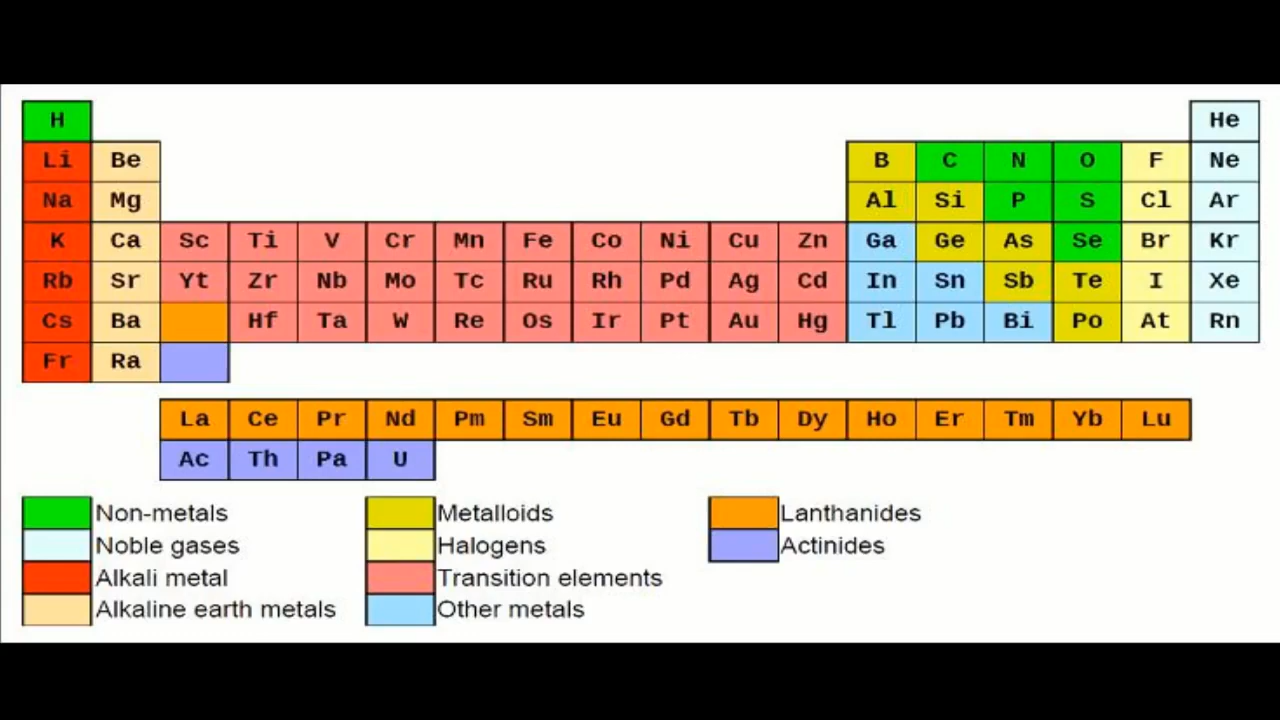 H He
Li Be B C N O F Ne
Na Mg Al Si P S Cl Ar
K Ca Sc Ti V Cr Mn Fe Co Ni Cu Zn Ga Ge As Se Br Kr
Rb Sr Yt Zr Nb Mo Tc Ru Rh Pd Ag Cd In Sn Sb Te I Xe
Cs Ba Hf Ta W Re Os Ir Pt Au Hg Tl Pb Bi Po At Rn
Fr Ra
La Ce Pr Nd Pm Sm Eu Gd Tb Dy Ho Er Tm Yb Lu
Ac Th Pa U
Non-metals Metalloids Lanthanides
Noble gases Halogens Actinides
Alkali metal Transition elements
Alkaline earth metals Other metals